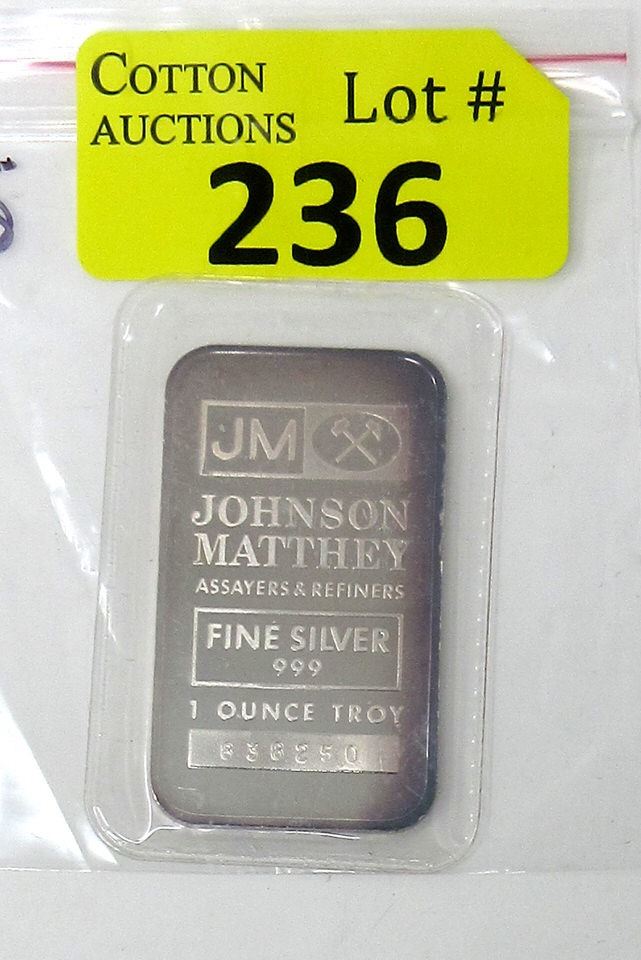 COTTON
AUCTIONS
Lot #
236
JM
JOHNSON
MATTHEY
ASSAYERS & REFINERS
FINE SILVER
999
1 OUNCE TROY